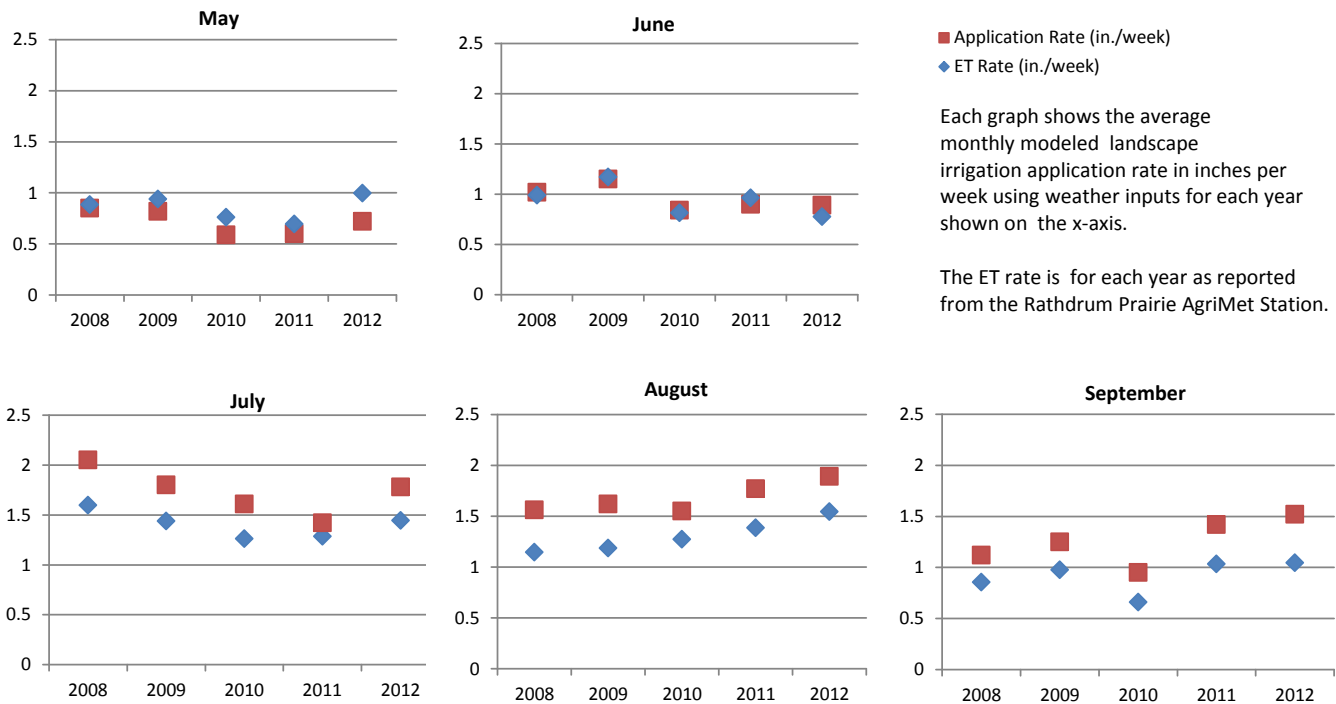 May
2.5
2
1.5
1
0.5
0
2008 2009 2010 2011 2012
June
2.5
2
1.5
1
0.5
0
2008 2009 2010 2011 2012
Application Rate (in./week)
ET Rate (in./week)
Each graph shows the average
monthly modeled landscape
irrigation application rate in inches per
week using weather inputs for each year
shown on the x-axis.
The ET rate is for each year as reported
from the Rathdrum Prairie AgriMet Station.
July
2.5
2
1.5
1
0.5
0
2008 2009 2010 2011 2012
August
2.5
2
1.5
1
0.5
0
2008 2009 2010 2011 2012
September
2.5
2
1.5
1
0.5
0
2008 2009 2010 2011 2012